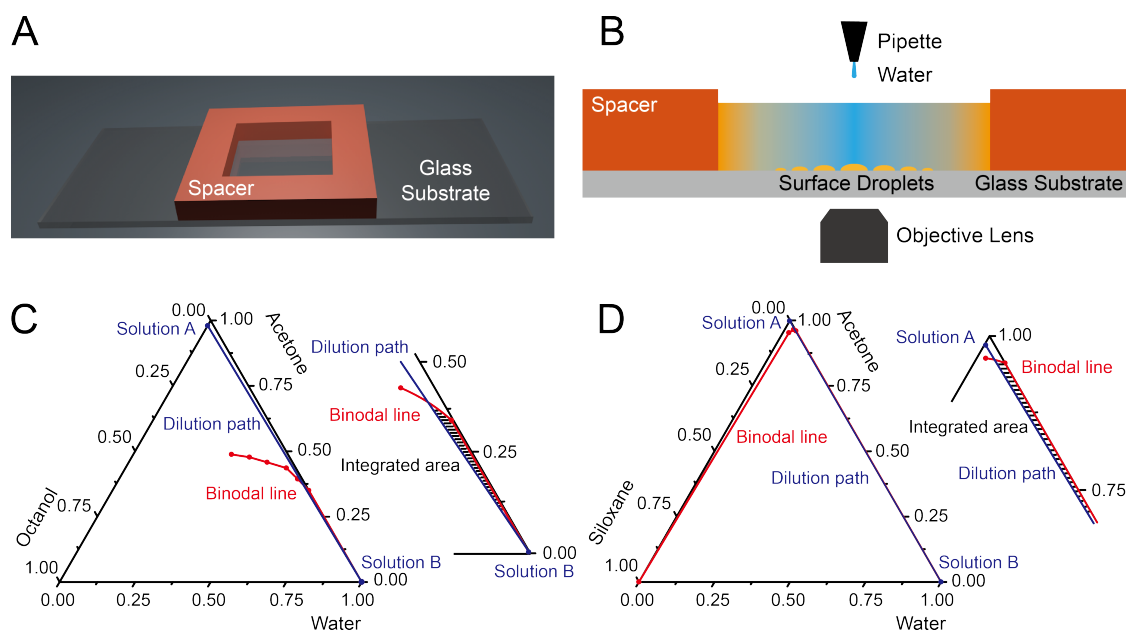 A
Spacer
Glass
Substrate
B
Pipette
Water
Spacer
Surface Droplets
Glass Substrate
Objective Lens
C
0.00
1.00
Acetone
Solution A
0.25
0.75
Dilution path
0.50
0.50
Binodal line
Octanol
0.75
0.25
Solution B
1.00
0.00
0.00
0.25
0.50
0.75
1.00
Water
Dilution path
0.50
Binodal line
0.25
Integrated area
0.00
Solution B
D
0.00
1.00
Acetone
Solution A
0.25
0.75
Binodal line
0.50
0.50
Dilution path
Siloxane
0.75
0.25
Solution B
1.00
0.00
0.00
0.25
0.50
0.75
1.00
Water
1.00
Solution A
Binodal line
Integrated area
Dilution path
0.75